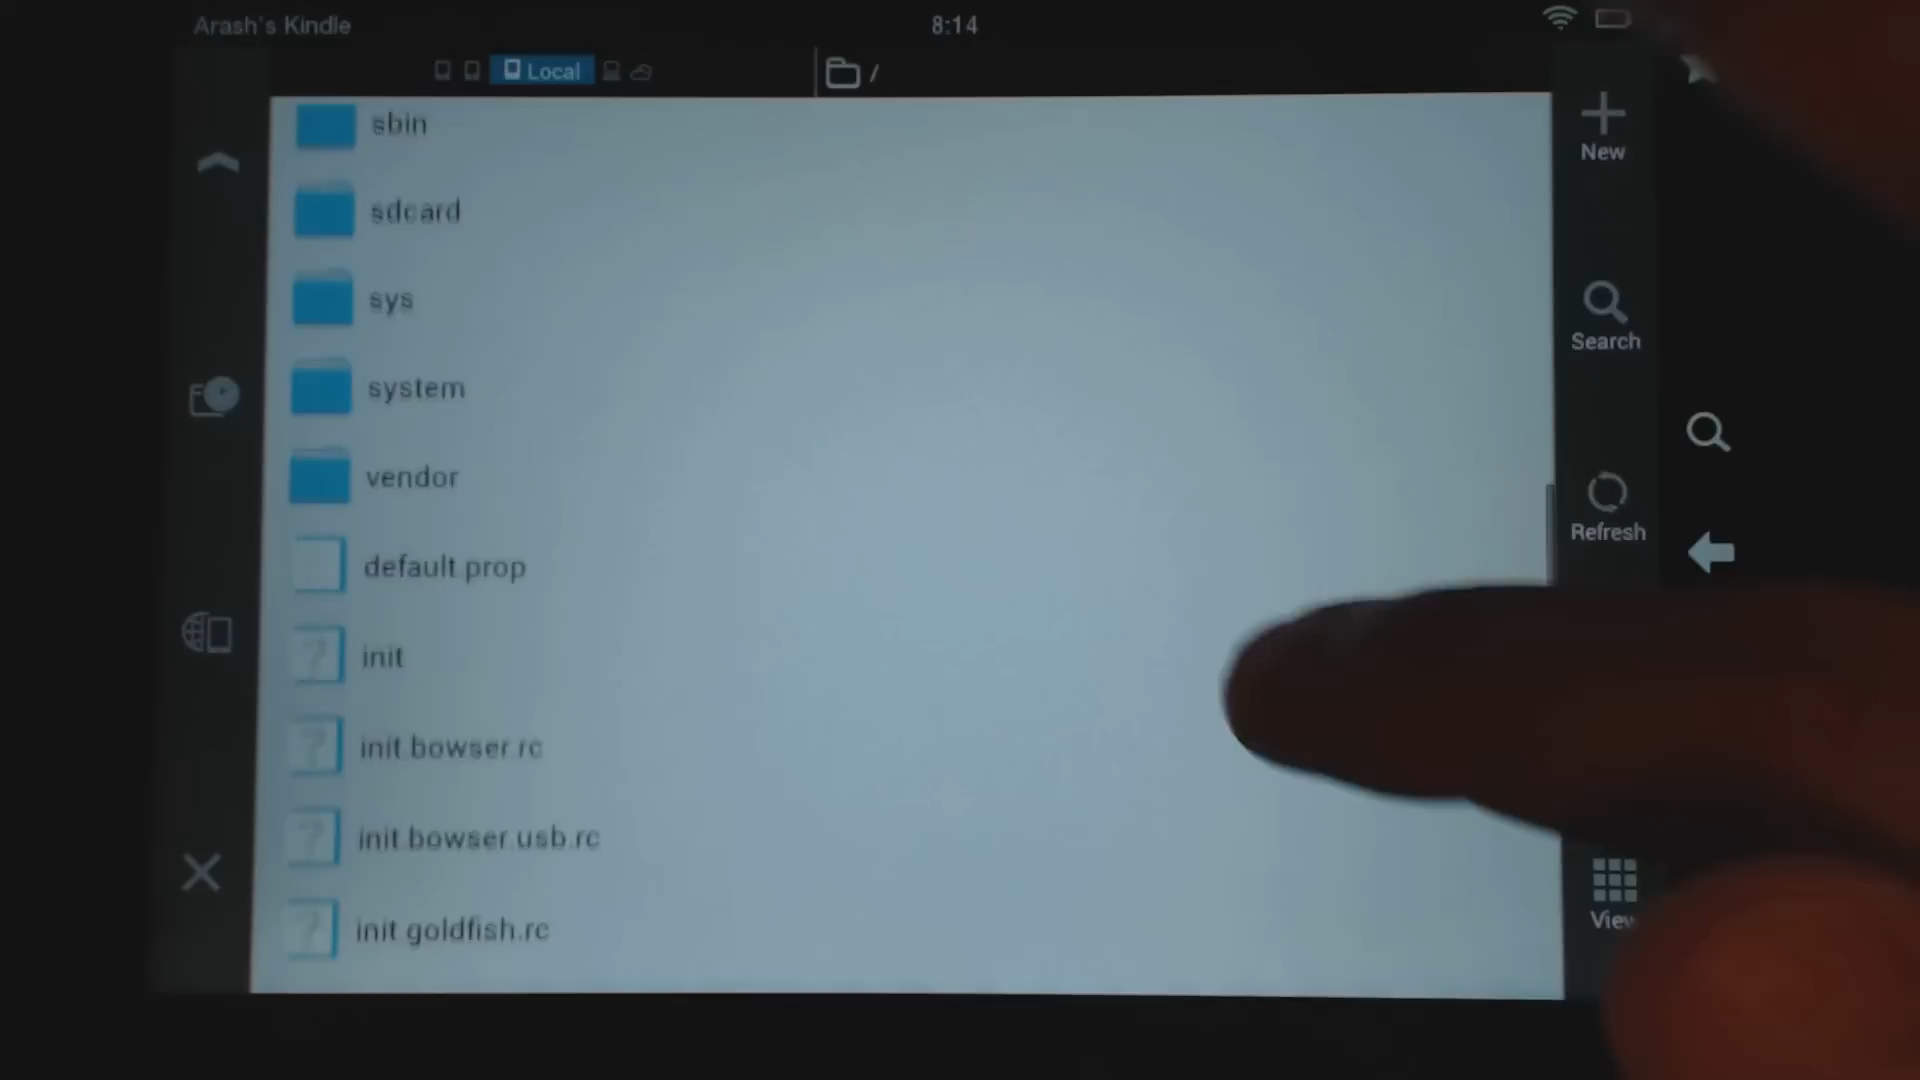 Arash's Kindle
8:14
Local
/
New
Search
Refresh
View
sbin
sdcard
sys
system
vendor
default.prop
init
init.bowser.rc
init.bowser.usb.rc
init.goldfish.rc